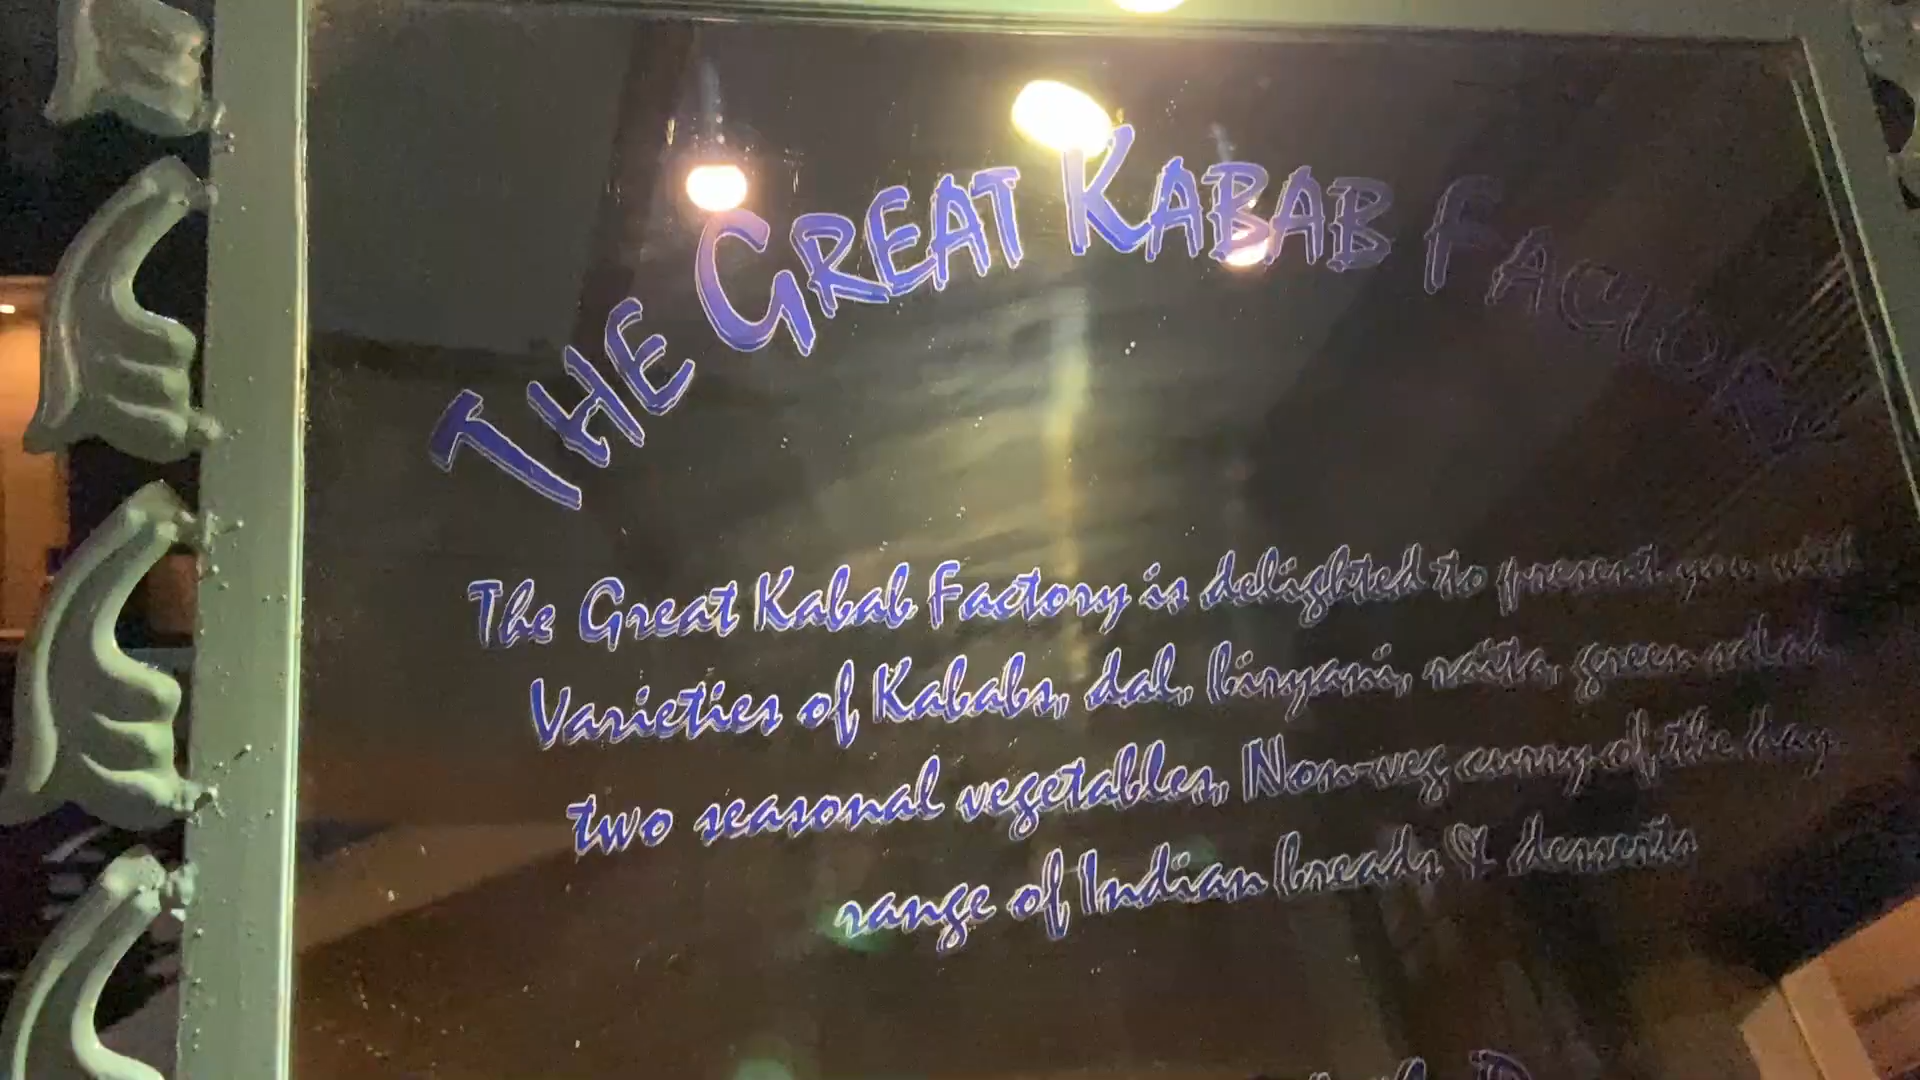 THE GREAT KABAB FACTORY
The Great Kabab Factory is delighted to present you with
Varieties of Kababs, dal, biryani, raita, green salad,
two seasonal vegetables, Non-veg curry of the day
range of Indian breads & desserts